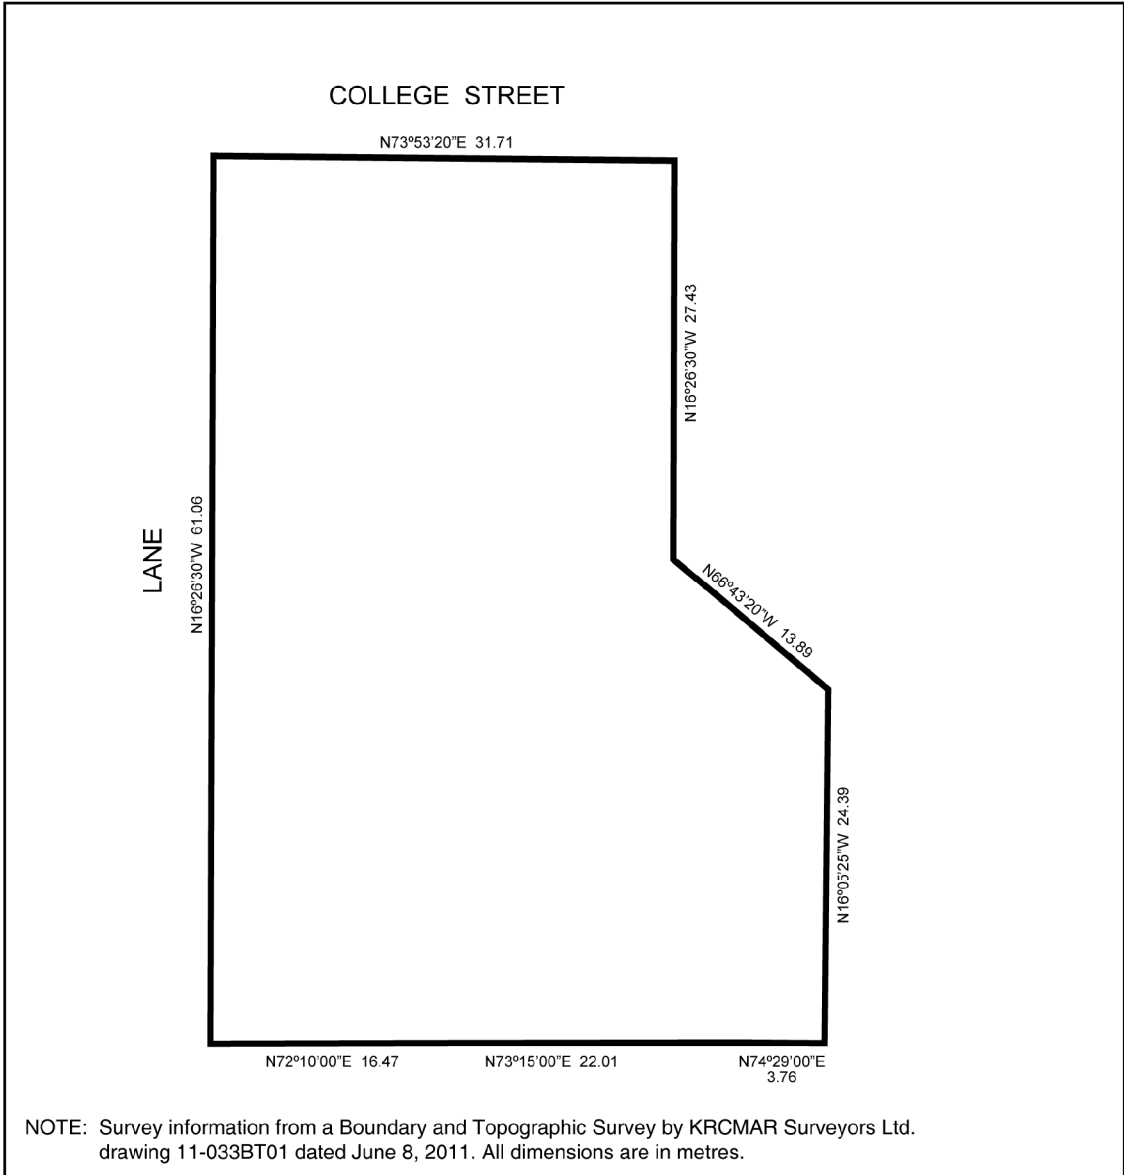 COLLEGE STREET
N73º53'20"E 31.71
N16º26'30"W 27.43
LANE
N16º26'30"W 61.06
N66º43'20"W 13.89
N16º05'25"W 24.39
N72º10'00"E 16.47
N73º15'00"E 22.01
N74º29'00"E
3.76
NOTE: Survey information from a Boundary and Topographic Survey by KRCMAR Surveyors Ltd.
drawing 11-033BT01 dated June 8, 2011. All dimensions are in metres.